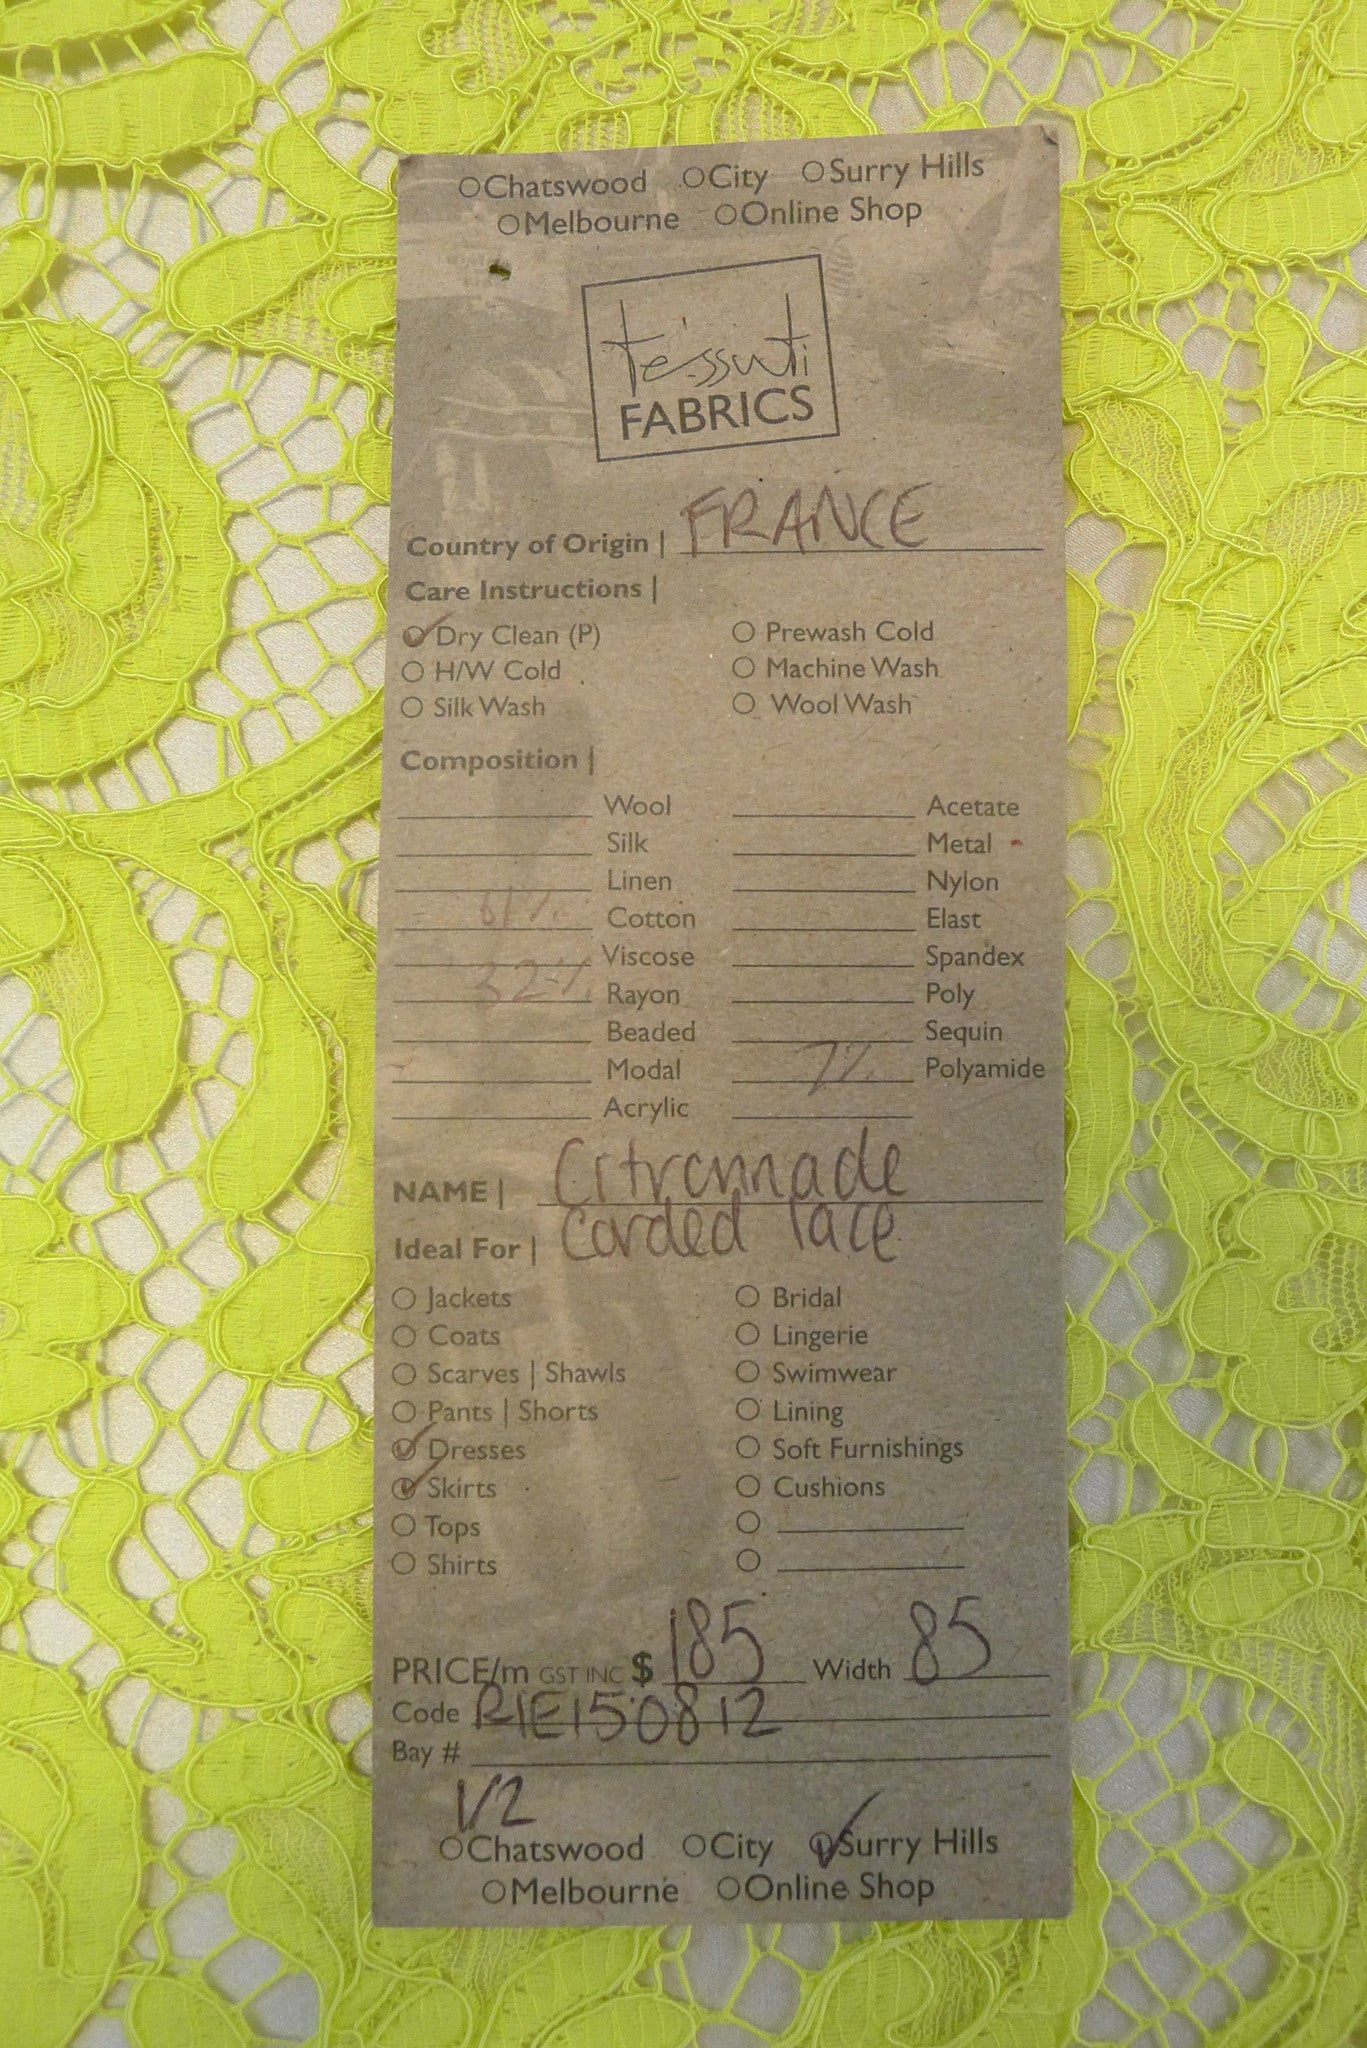 Chatswood City Surry Hills
Melbourne Online Shop
te'ssuti
FABRICS
Country of Origin | FRANCE
Care Instructions |
Dry Clean (P) Prewash Cold
H/W Cold Machine Wash
Silk Wash Wool Wash
Composition |
Wool Acetate
Silk Metal
Linen Nylon
61% Cotton Elast
Viscose Spandex
32% Rayon Poly
Beaded Sequin
Modal 7% Polyamide
Acrylic
NAME | Citronnade
corded lace
Ideal For |
Jackets Bridal
Coats Lingerie
Scarves | Shawls Swimwear
Pants | Shorts Lining
Dresses Soft Furnishings
Skirts Cushions
Tops
Shirts
PRICE/m GST INC $ 185 Width 85
Code RIE150812
Bay #
V2
Chatswood City Surry Hills
Melbourne Online Shop